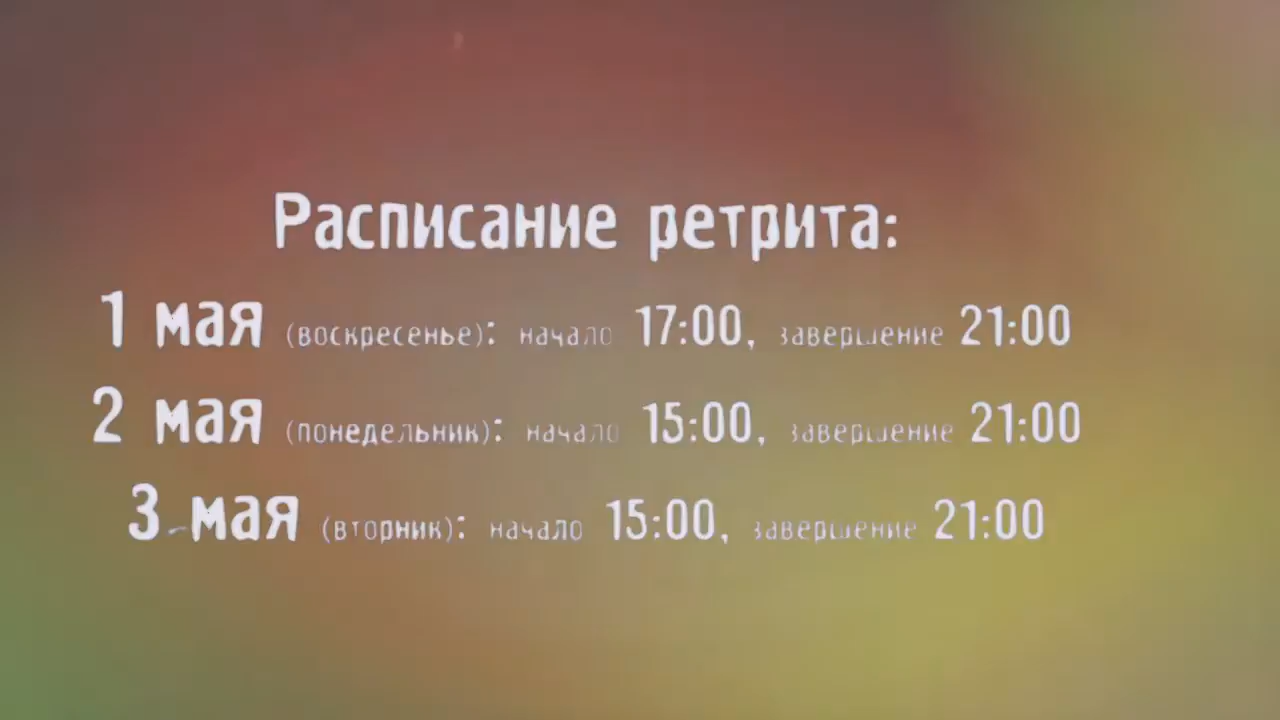 Расписание ретрита:
1 мая (воскресенье): начало 17:00, завершение 21:00
2 мая (понедельник): начало 15:00, завершение 21:00
3 мая (вторник): начало 15:00, завершение 21:00